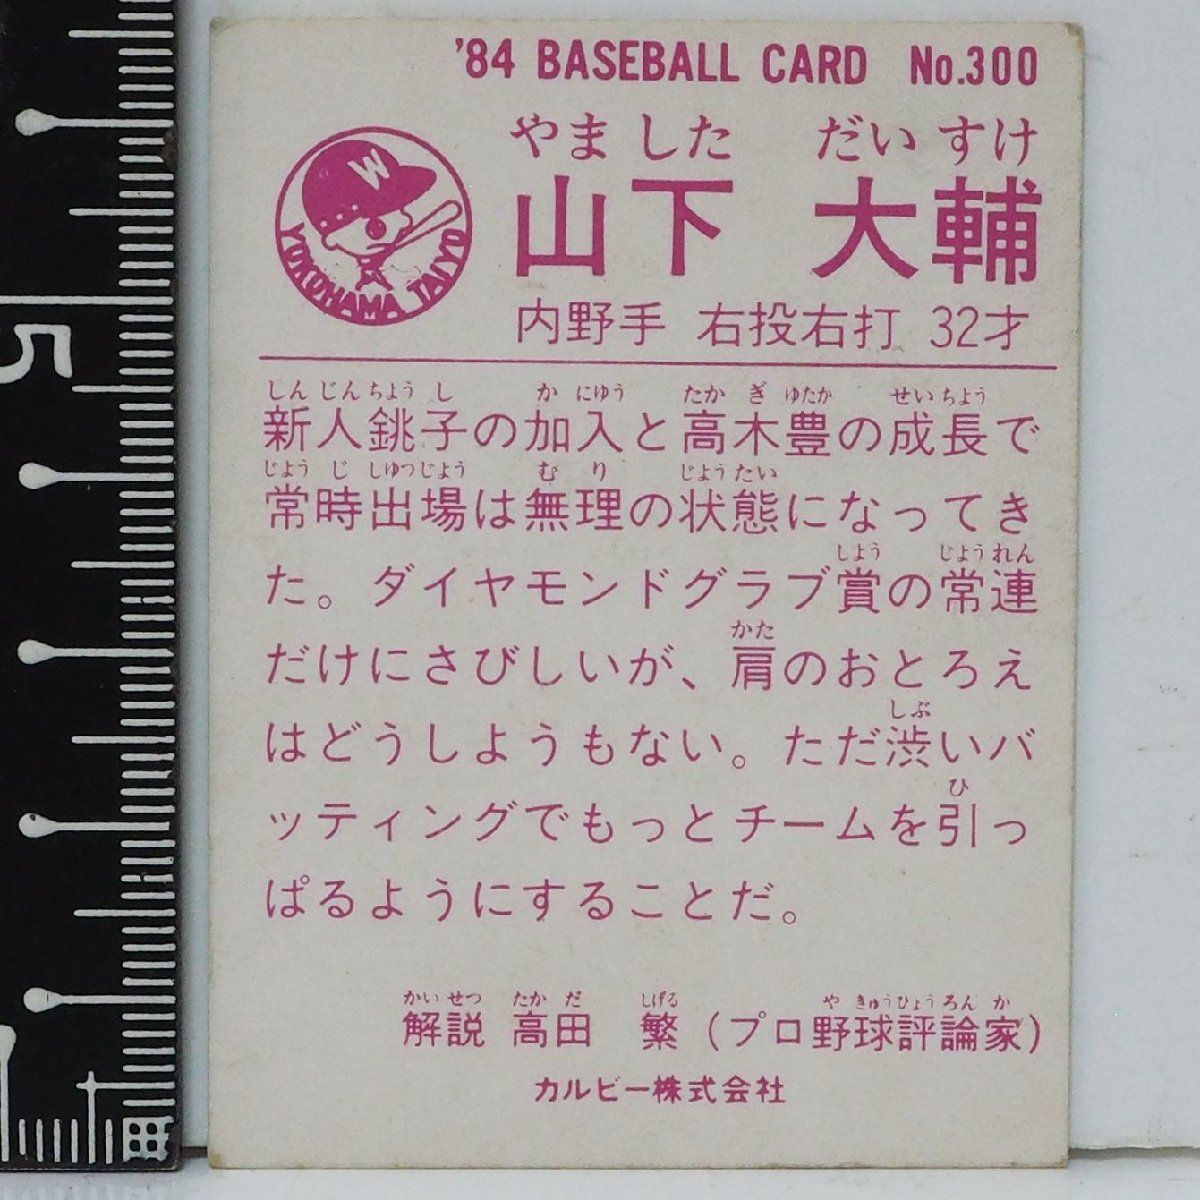 '84 BASEBALL CARD No.300
やました だいすけ
山下 大輔
W
YOKOHAMA TAIYO
内野手 右投右打 32才
しんじんちようし かにゆう たかぎゆたか せいちよう
新人銚子の加入と高木豊の成長で
じようじしゆつじよう むり じようたい
常時出場は無理の状態になってき
しよう じようれん
た。ダイヤモンドグラブ賞の常連
かた
だけにさびしいが、肩のおとろえ
しぶ
はどうしようもない。ただ渋いバ
ひ
ッティングでもっとチームを引っ
ぱるようにすることだ。
かいせつ たかだ しげる やきゅうひょうろんか
解説 高田 繁(プロ野球評論家)
カルビー株式会社
5